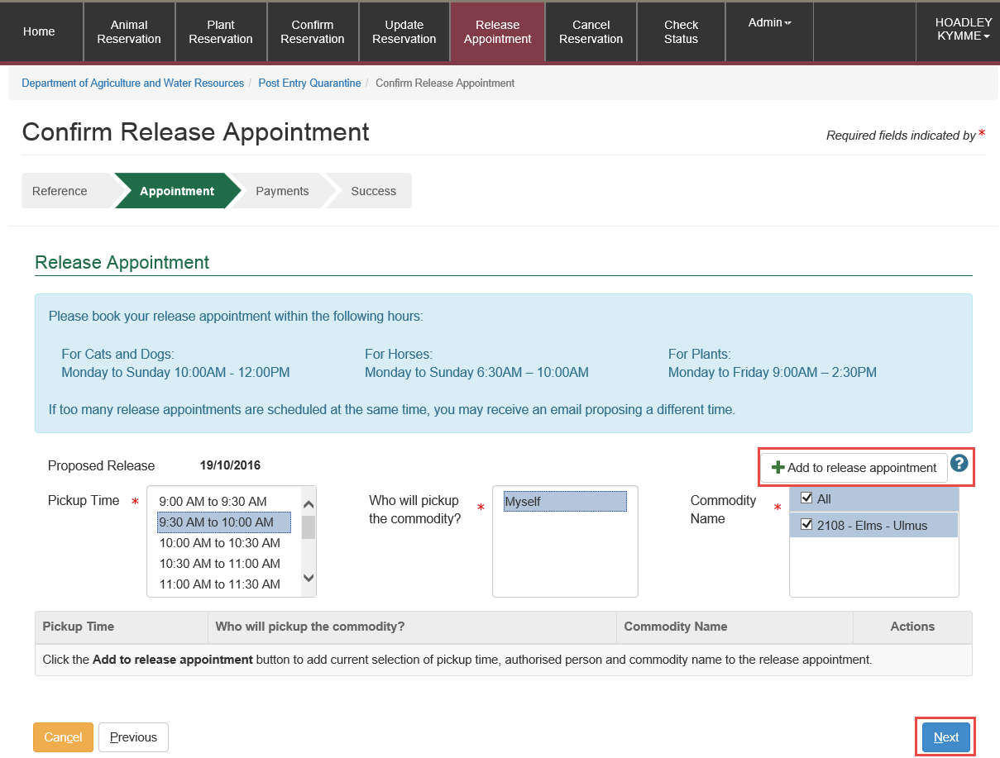 Home
Animal
Reservation
Plant
Reservation
Confirm
Reservation
Update
Reservation
Release
Appointment
Cancel
Reservation
Check
Status
Admin
HOADLEY
KYMME
Department of Agriculture and Water Resources / Post Entry Quarantine / Confirm Release Appointment
Confirm Release Appointment
Required fields indicated by *
Reference Appointment Payments Success
Release Appointment
Please book your release appointment within the following hours:
For Cats and Dogs:
Monday to Sunday 10:00AM - 12:00PM
For Horses:
Monday to Sunday 6:30AM – 10:00AM
For Plants:
Monday to Friday 9:00AM – 2:30PM
If too many release appointments are scheduled at the same time, you may receive an email proposing a different time.
Proposed Release 19/10/2016
Add to release appointment ?
Pickup Time *
9:00 AM to 9:30 AM
9:30 AM to 10:00 AM
10:00 AM to 10:30 AM
10:30 AM to 11:00 AM
11:00 AM to 11:30 AM
Who will pickup
the commodity? *
Myself
Commodity
Name *
All
2108 - Elms - Ulmus
Pickup Time Who will pickup the commodity? Commodity Name Actions
Click the Add to release appointment button to add current selection of pickup time, authorised person and commodity name to the release appointment.
Cancel Previous Next